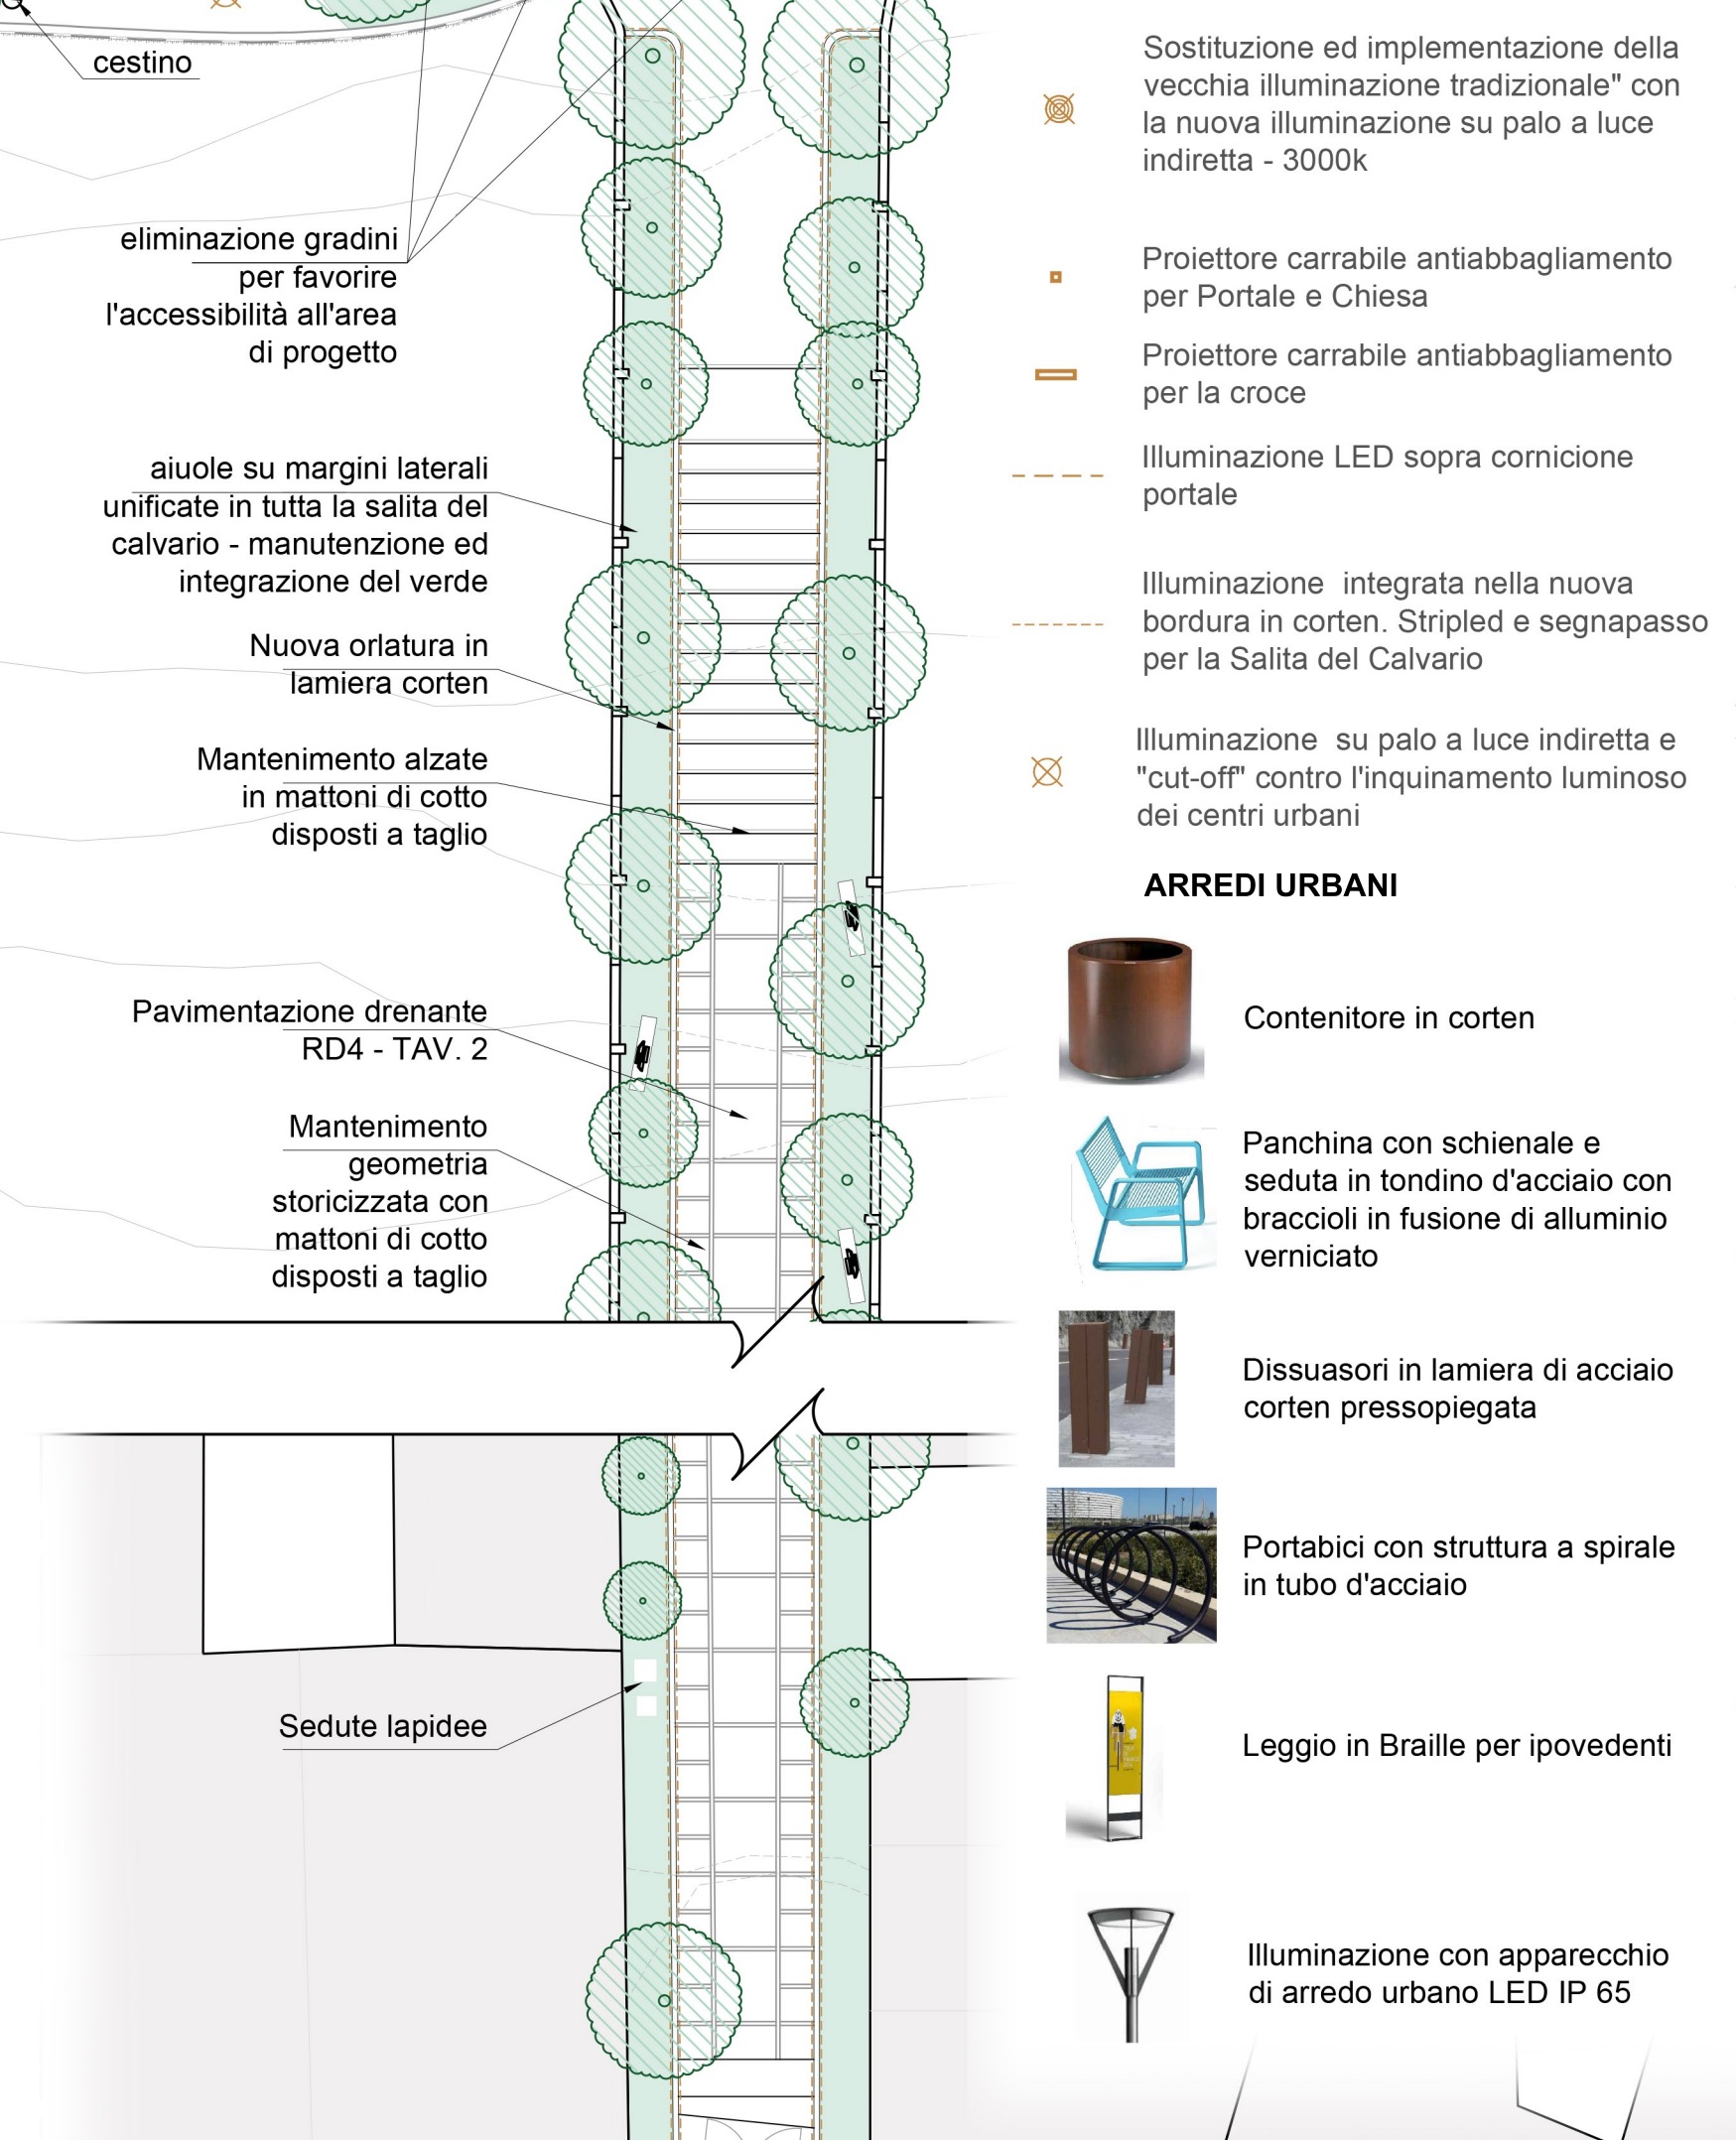 cestino
eliminazione gradini
per favorire
l'accessibilità all'area
di progetto
aiuole su margini laterali
unificate in tutta la salita del
calvario - manutenzione ed
integrazione del verde
Nuova orlatura in
lamiera corten
Mantenimento alzate
in mattoni di cotto
disposti a taglio
Pavimentazione drenante
RD4 - TAV. 2
Mantenimento
geometria
storicizzata con
mattoni di cotto
disposti a taglio
Sedute lapidee
Sostituzione ed implementazione della
vecchia illuminazione tradizionale" con
la nuova illuminazione su palo a luce
indiretta - 3000k
Proiettore carrabile antiabbagliamento
per Portale e Chiesa
Proiettore carrabile antiabbagliamento
per la croce
Illuminazione LED sopra cornicione
portale
Illuminazione integrata nella nuova
bordura in corten. Stripled e segnapasso
per la Salita del Calvario
Illuminazione su palo a luce indiretta e
"cut-off" contro l'inquinamento luminoso
dei centri urbani
ARREDI URBANI
Contenitore in corten
Panchina con schienale e
seduta in tondino d'acciaio con
braccioli in fusione di alluminio
verniciato
Dissuasori in lamiera di acciaio
corten pressopiegata
Portabici con struttura a spirale
in tubo d'acciaio
Leggio in Braille per ipovedenti
Illuminazione con apparecchio
di arredo urbano LED IP 65